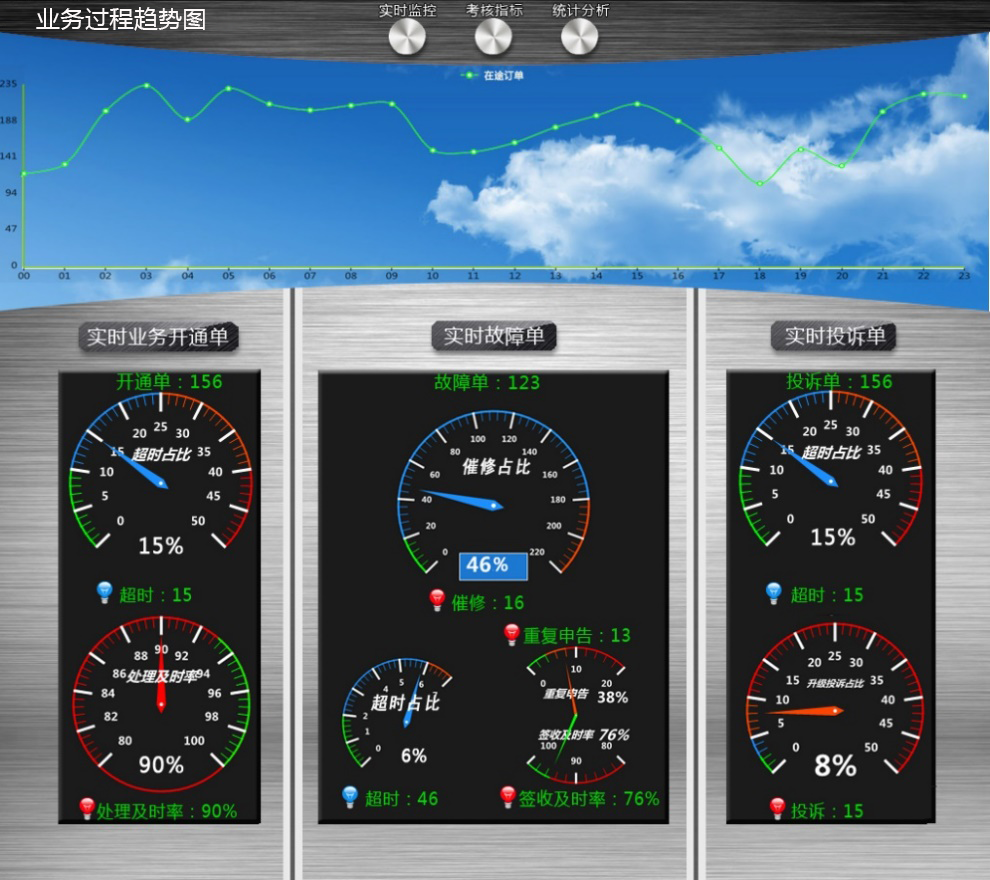 业务过程趋势图
实时监控 考核指标 统计分析
在途订单
235
188
141
94
47
0
00 01 02 03 04 05 06 07 08 09 10 11 12 13 14 15 16 17 18 19 20 21 22 23
实时业务开通单
开通单：156
0 5 10 15 20 25 30 35 40 45 50
超时占比
15%
超时：15
80 82 84 86 88 90 92 94 96 98 100
处理及时率
90%
处理及时率：90%
实时故障单
故障单：123
0 20 40 60 80 100 120 140 160 180 200 220
催修占比
46%
催修：16
重复申告：13
0 1 2 4 5 6 7
超时占比
6%
超时：46
0 10 20
重复申告 38%
签收及时率 76%
100 90 80
签收及时率：76%
实时投诉单
投诉单：156
0 5 10 15 20 25 30 35 40 45 50
超时占比
15%
超时：15
0 5 10 15 20 25 30 35 40 45 50
升级投诉占比
8%
投诉：15